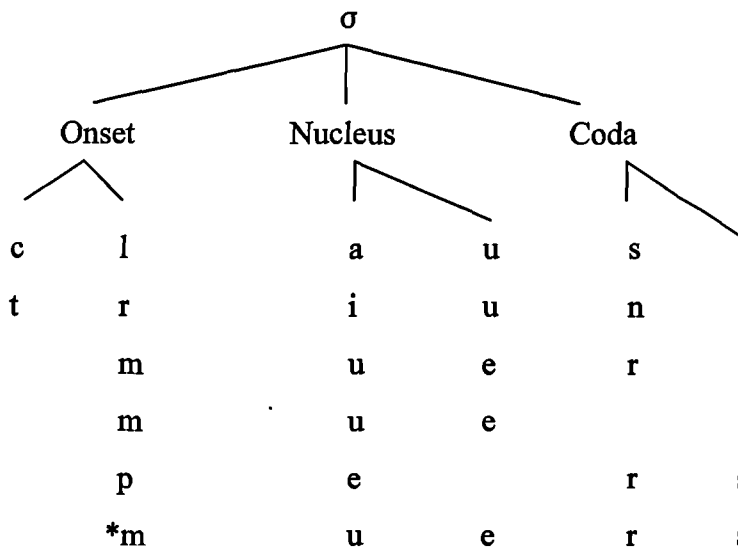 σ
Onset Nucleus Coda
c l a u s
t r i u n
m u e r
m u e
p e r
*m u e r